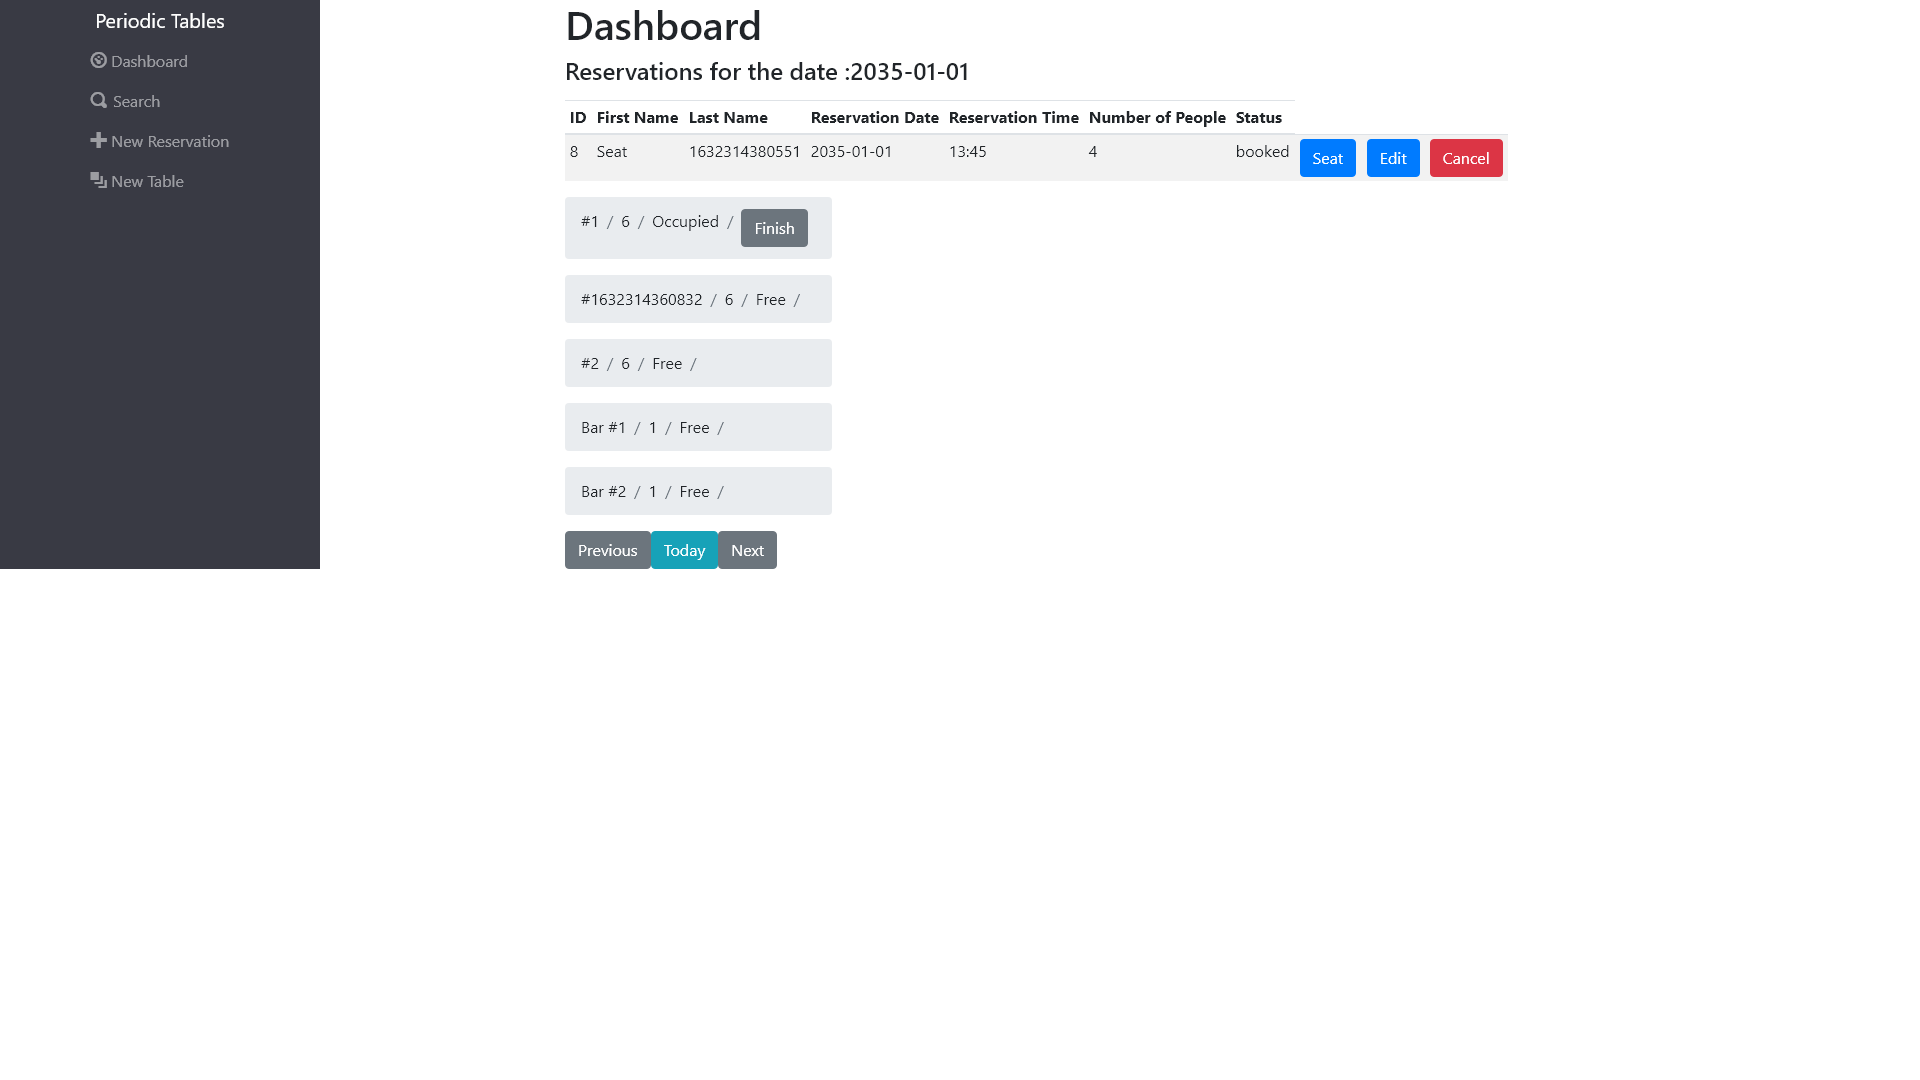 Periodic Tables
Dashboard
Search
New Reservation
New Table
Dashboard
Reservations for the date :2035-01-01
ID First Name Last Name Reservation Date Reservation Time Number of People Status
8 Seat 1632314380551 2035-01-01 13:45 4 booked Seat Edit Cancel
#1 / 6 / Occupied / Finish
#1632314360832 / 6 / Free /
#2 / 6 / Free /
Bar #1 / 1 / Free /
Bar #2 / 1 / Free /
Previous Today Next